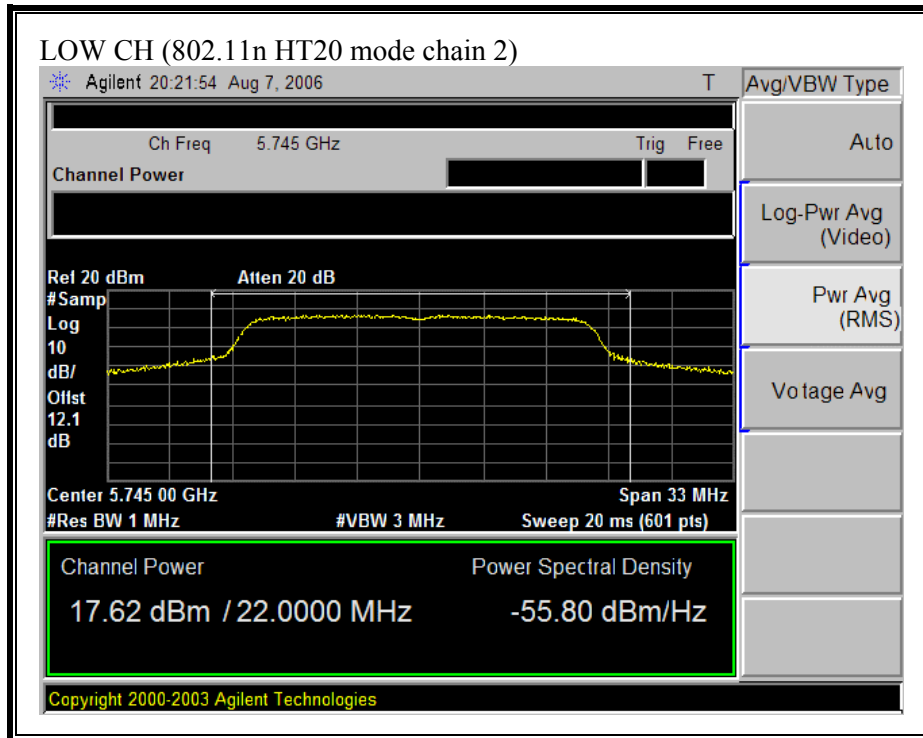 LOW CH (802.11n HT20 mode chain 2)
Agilent 20:21:54 Aug 7, 2006 T
Avg/VBW Type
Ch Freq 5.745 GHz Trig Free
Channel Power
Auto
Log-Pwr Avg
(Video)
Pwr Avg
(RMS)
Voltage Avg
Ref 20 dBm Atten 20 dB
#Samp
Log
10
dB/
Offst
12.1
dB
Center 5.745 00 GHz Span 33 MHz
#Res BW 1 MHz #VBW 3 MHz Sweep 20 ms (601 pts)
Channel Power Power Spectral Density
17.62 dBm / 22.0000 MHz -55.80 dBm/Hz
Copyright 2000-2003 Agilent Technologies